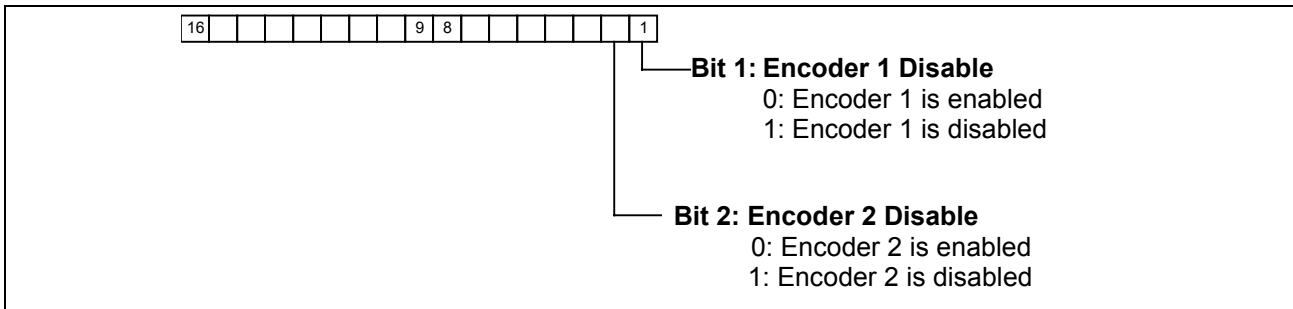 16 9 8 1
Bit 1: Encoder 1 Disable
0: Encoder 1 is enabled
1: Encoder 1 is disabled
Bit 2: Encoder 2 Disable
0: Encoder 2 is enabled
1: Encoder 2 is disabled